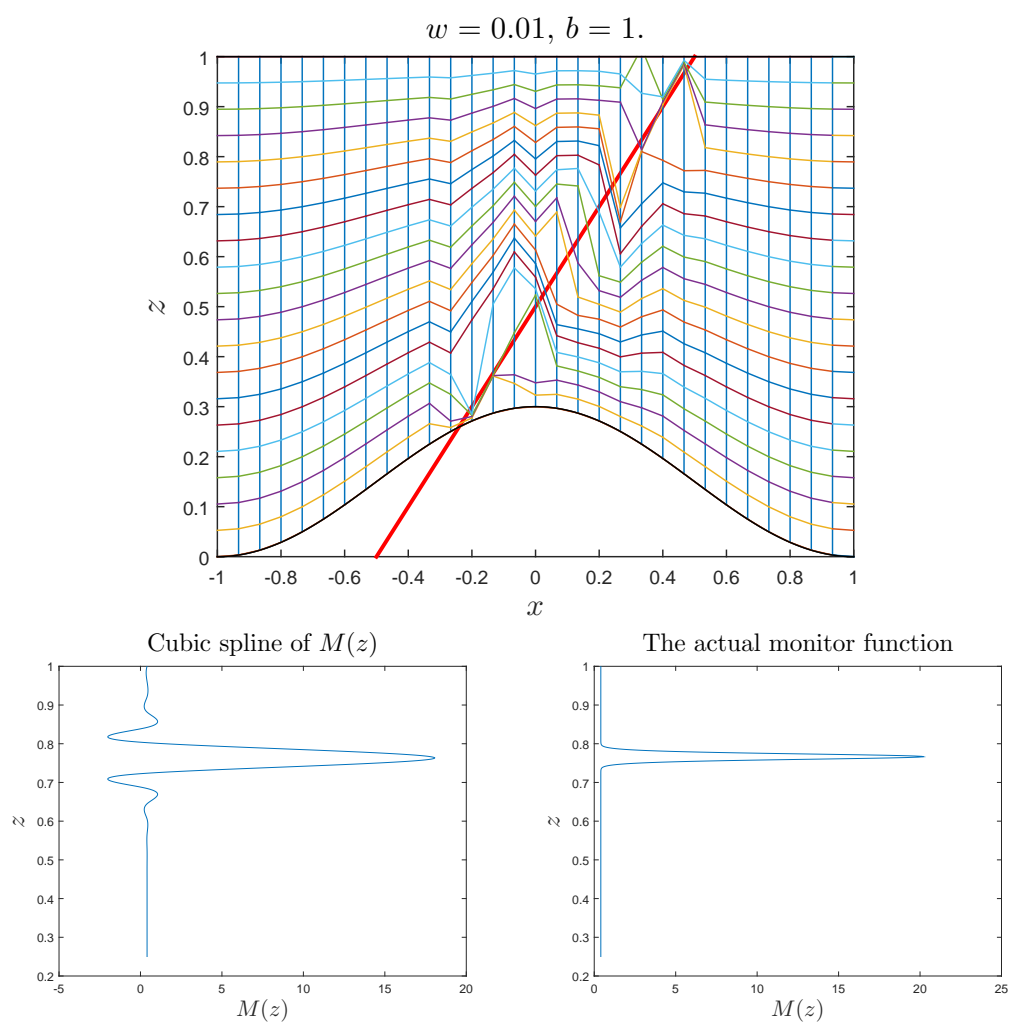 w = 0.01, b = 1.
1
0.9
0.8
0.7
0.6
0.5
0.4
0.3
0.2
0.1
0
z
-1 -0.8 -0.6 -0.4 -0.2 0 0.2 0.4 0.6 0.8 1
x
Cubic spline of M(z)
1
0.9
0.8
0.7
0.6
0.5
0.4
0.3
0.2
z
-5 0 5 10 15 20
M(z)
The actual monitor function
1
0.9
0.8
0.7
0.6
0.5
0.4
0.3
0.2
z
0 5 10 15 20 25
M(z)